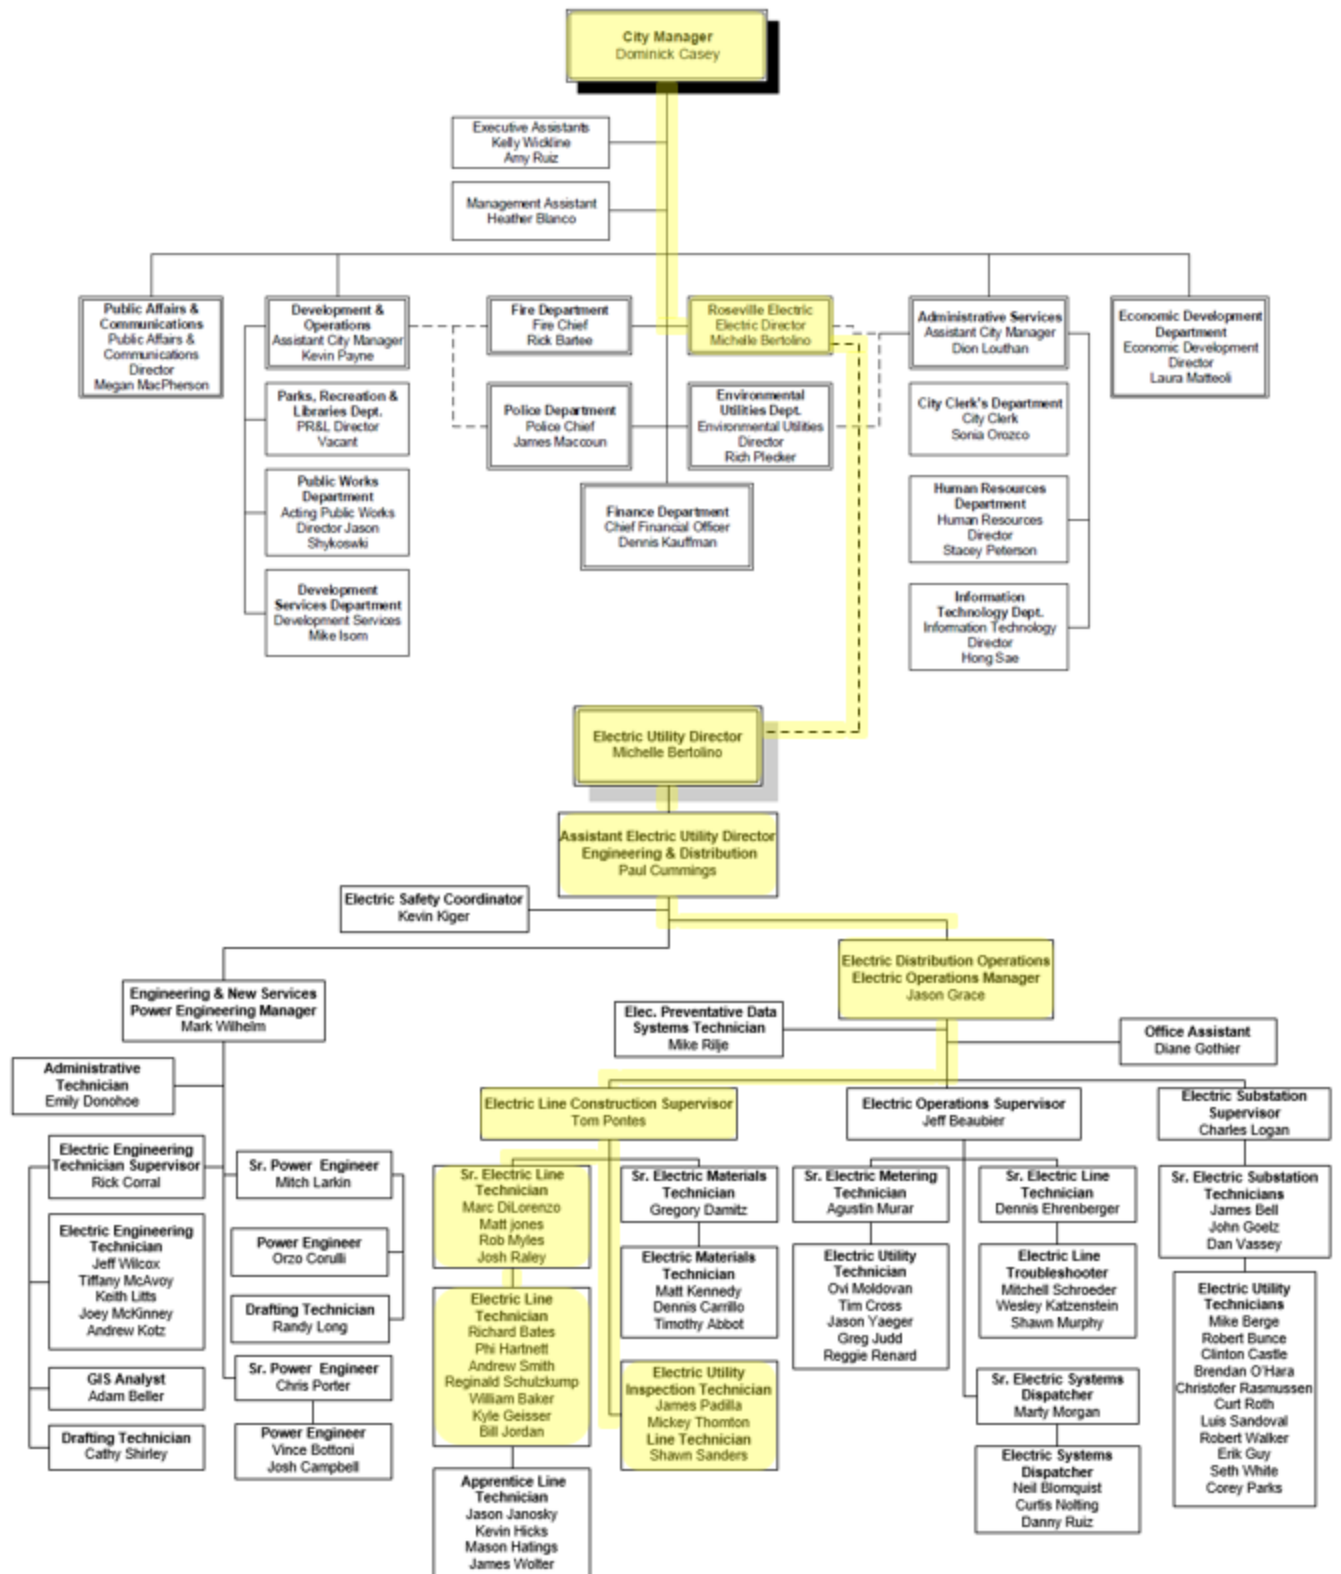 City Manager
Dominick Casey
Executive Assistants
Kelly Wickline
Amy Ruiz
Management Assistant
Heather Blanco
Public Affairs &
Communications
Public Affairs &
Communications
Director
Megan MacPherson
Development &
Operations
Assistant City Manager
Kevin Payne
Fire Department
Fire Chief
Rick Bartee
Roseville Electric
Electric Director
Michelle Bertolino
Administrative Services
Assistant City Manager
Dion Louthan
Economic Development
Department
Economic Development
Director
Laura Matteoli
Parks, Recreation &
Libraries Dept.
PR&L Director
Vacant
Police Department
Police Chief
James Maccoun
Environmental
Utilities Dept.
Environmental Utilities
Director
Rich Plecker
City Clerk's Department
City Clerk
Sonia Orozco
Public Works
Department
Acting Public Works
Director Jason
Shykoswki
Finance Department
Chief Financial Officer
Dennis Kauffman
Human Resources
Department
Human Resources
Director
Stacey Peterson
Development
Services Department
Development Services
Mike Isom
Information
Technology Dept.
Information Technology
Director
Hong Sae
Electric Utility Director
Michelle Bertolino
Assistant Electric Utility Director
Engineering & Distribution
Paul Cummings
Electric Safety Coordinator
Kevin Kiger
Electric Distribution Operations
Electric Operations Manager
Jason Grace
Engineering & New Services
Power Engineering Manager
Mark Wilhelm
Elec. Preventative Data
Systems Technician
Mike Rilje
Office Assistant
Diane Gothier
Administrative
Technician
Emily Donohoe
Electric Line Construction Supervisor
Tom Pontes
Electric Operations Supervisor
Jeff Beaubier
Electric Substation
Supervisor
Charles Logan
Electric Engineering
Technician Supervisor
Rick Corral
Sr. Power Engineer
Mitch Larkin
Sr. Electric Line
Technician
Marc DiLorenzo
Matt jones
Rob Myles
Josh Raley
Sr. Electric Materials
Technician
Gregory Damitz
Sr. Electric Metering
Technician
Agustin Murar
Sr. Electric Line
Technician
Dennis Ehrenberger
Sr. Electric Substation
Technicians
James Bell
John Goelz
Dan Vassey
Electric Engineering
Technician
Jeff Wilcox
Tiffany McAvoy
Keith Litts
Joey McKinney
Andrew Kotz
Power Engineer
Orzo Corulli
Drafting Technician
Randy Long
Electric Line
Technician
Richard Bates
Phi Hartnett
Andrew Smith
Reginald Schulzkump
William Baker
Kyle Geisser
Bill Jordan
Electric Materials
Technician
Matt Kennedy
Dennis Carrillo
Timothy Abbot
Electric Utility
Technician
Ovi Moldovan
Tim Cross
Jason Yaeger
Greg Judd
Reggie Renard
Electric Line
Troubleshooter
Mitchell Schroeder
Wesley Katzenstein
Shawn Murphy
Electric Utility
Technicians
Mike Berge
Robert Bunce
Clinton Castle
Brendan O'Hara
Christofer Rasmussen
Curt Roth
Luis Sandoval
Robert Walker
Erik Guy
Seth White
Corey Parks
GIS Analyst
Adam Beller
Sr. Power Engineer
Chris Porter
Electric Utility
Inspection Technician
James Padilla
Mickey Thornton
Line Technician
Shawn Sanders
Sr. Electric Systems
Dispatcher
Marty Morgan
Drafting Technician
Cathy Shirley
Power Engineer
Vince Bottoni
Josh Campbell
Electric Systems
Dispatcher
Neil Blomquist
Curtis Nolting
Danny Ruiz
Apprentice Line
Technician
Jason Janosky
Kevin Hicks
Mason Hatings
James Wolter